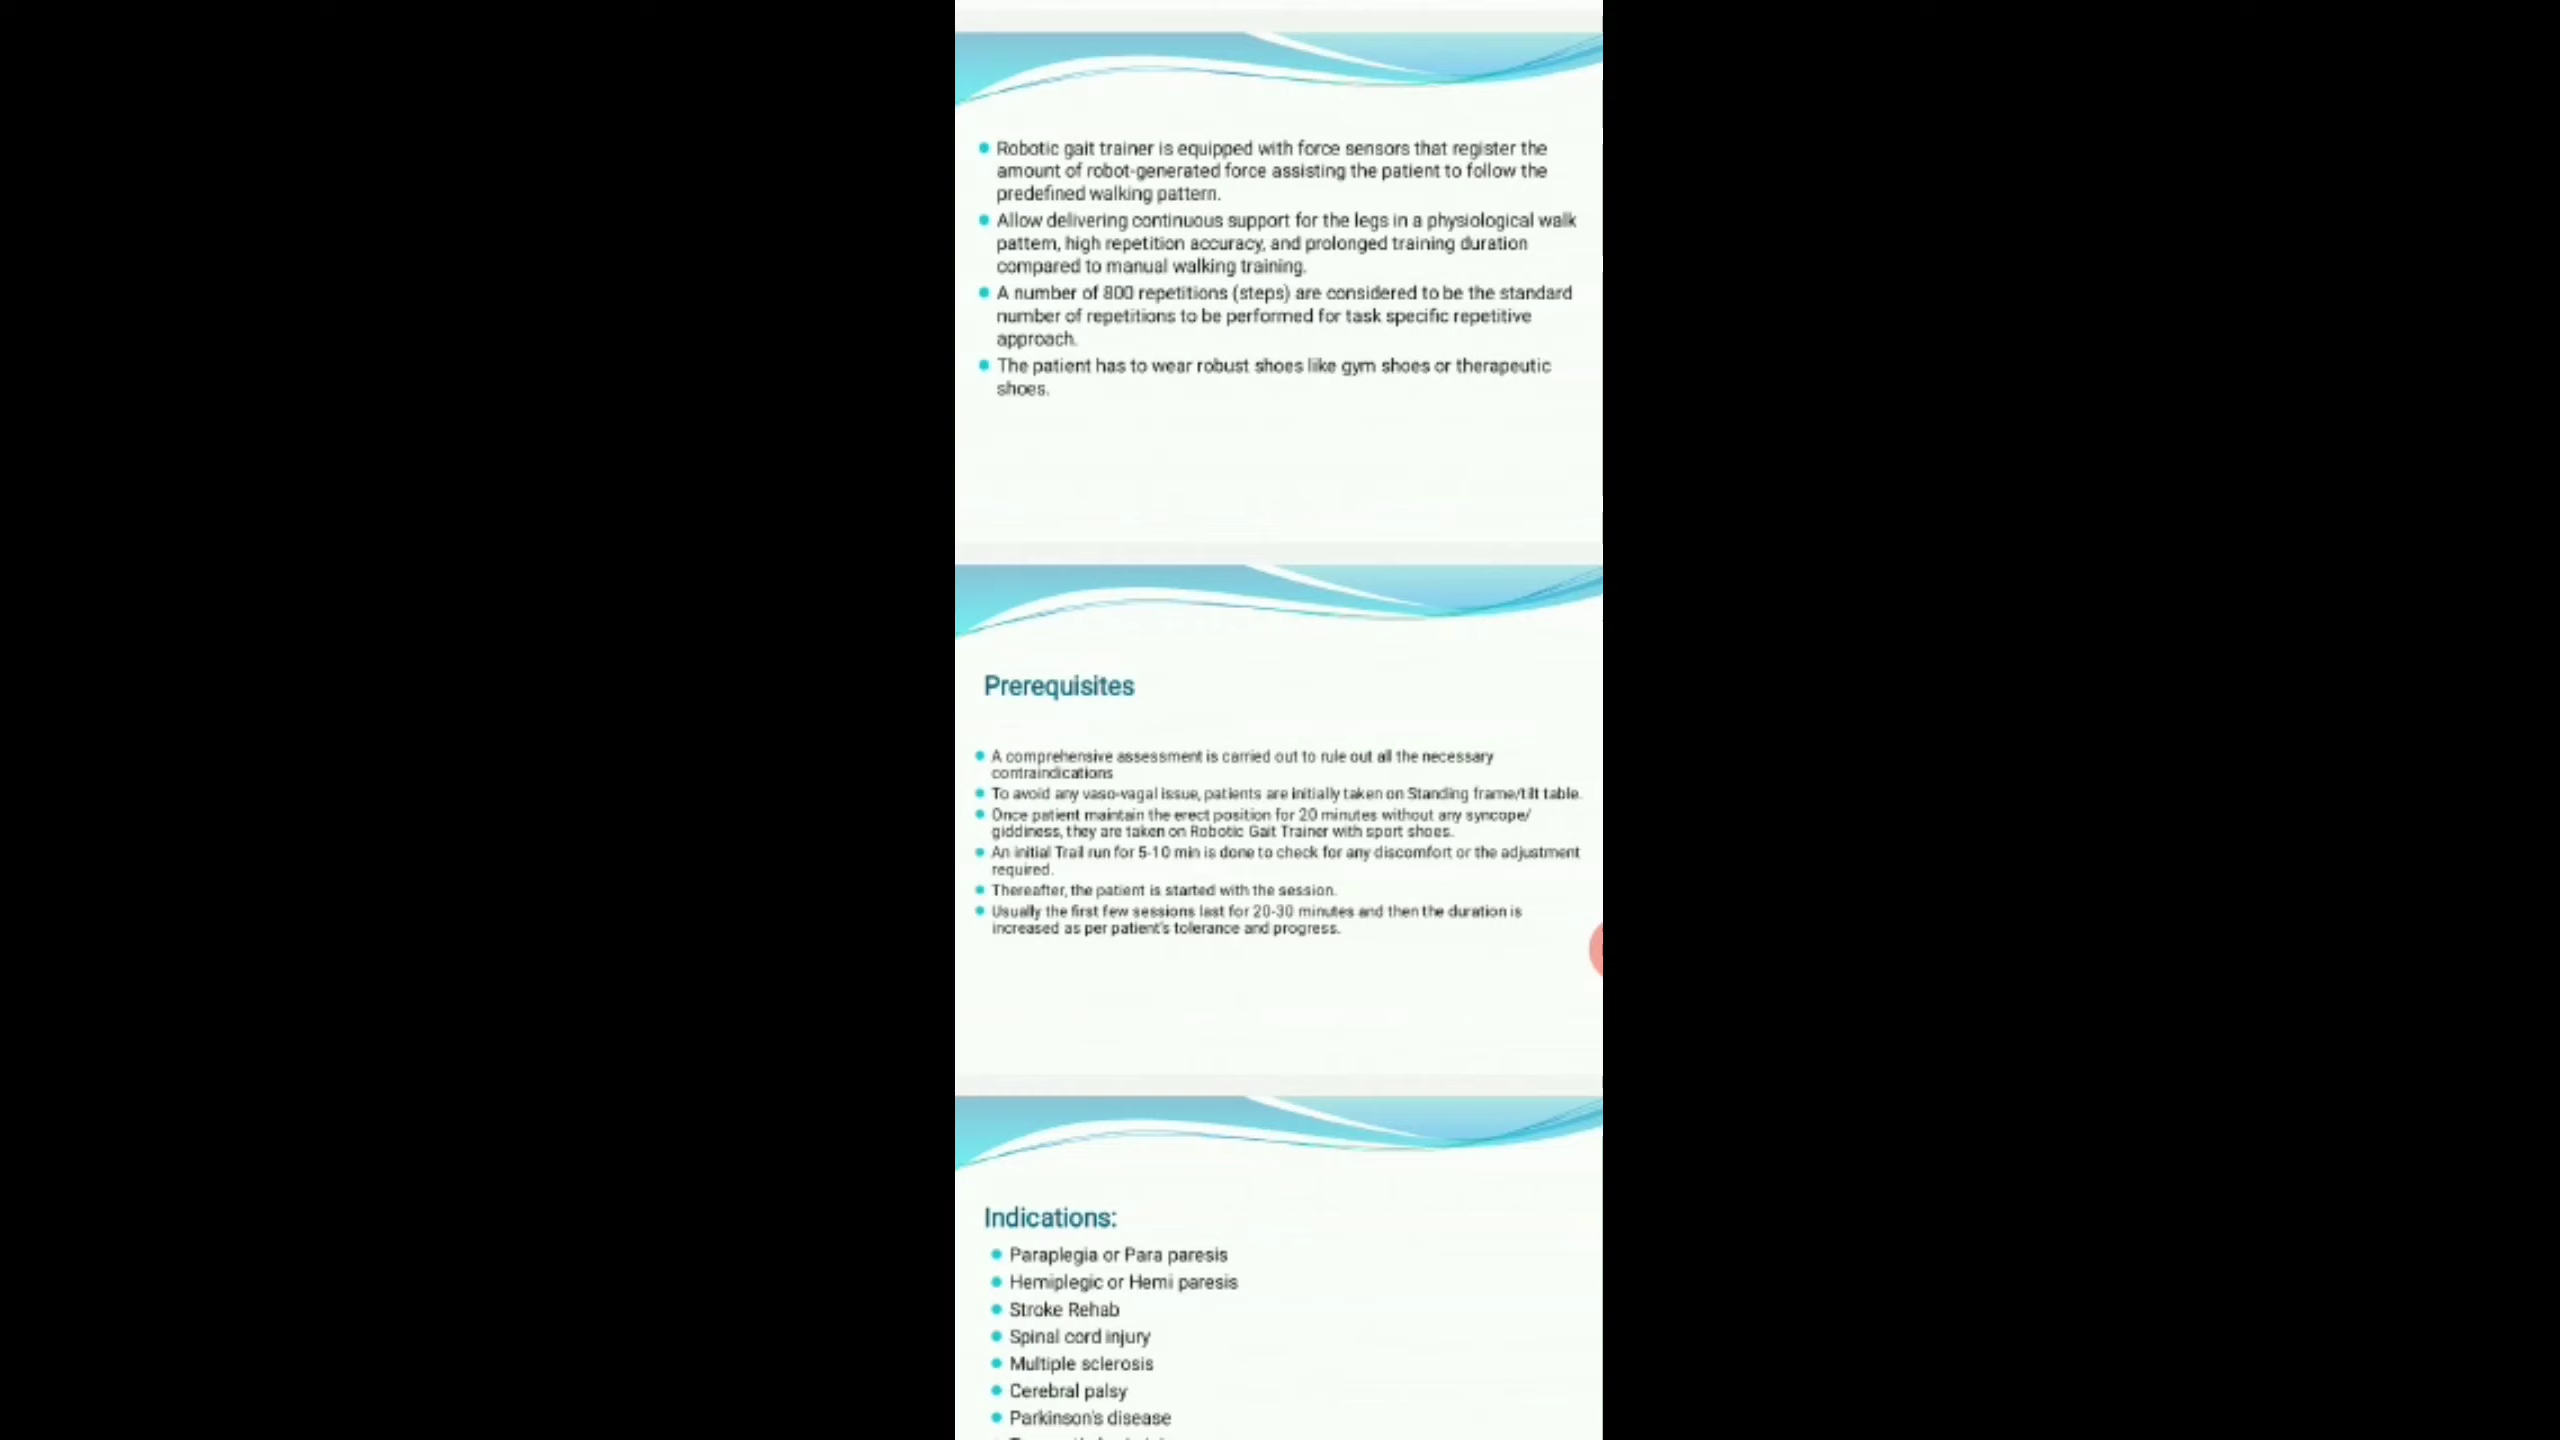 Robotic gait trainer is equipped with force sensors that register the
amount of robot-generated force assisting the patient to follow the
predefined walking pattern.
Allow delivering continuous support for the legs in a physiological walk
pattern, high repetition accuracy, and prolonged training duration
compared to manual walking training.
A number of 800 repetitions (steps) are considered to be the standard
number of repetitions to be performed for task specific repetitive
approach.
The patient has to wear robust shoes like gym shoes or therapeutic
shoes.
Prerequisites
A comprehensive assessment is carried out to rule out all the necessary
contraindications
To avoid any vaso-vagal issue, patients are initially taken on Standing frame/tilt table.
Once patient maintain the erect position for 20 minutes without any syncope/
giddiness, they are taken on Robotic Gait Trainer with sport shoes.
An initial Trail run for 5-10 min is done to check for any discomfort or the adjustment
required.
Thereafter, the patient is started with the session.
Usually the first few sessions last for 20-30 minutes and then the duration is
increased as per patient's tolerance and progress.
Indications:
Paraplegia or Para paresis
Hemiplegic or Hemi paresis
Stroke Rehab
Spinal cord injury
Multiple sclerosis
Cerebral palsy
Parkinson's disease